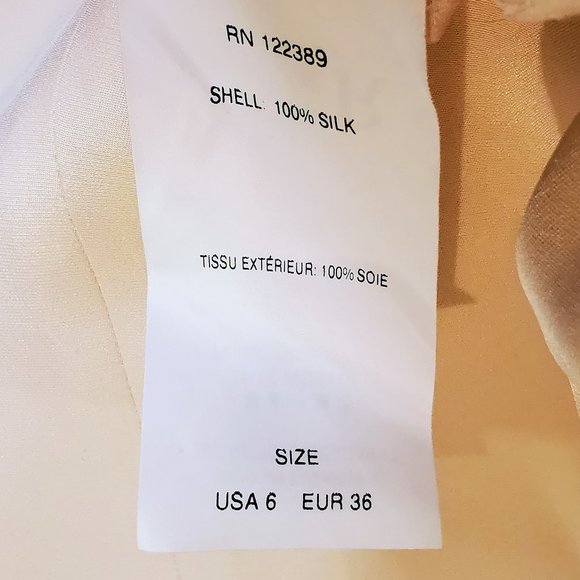 RN 122389
SHELL: 100% SILK
TISSU EXTÉRIEUR: 100% SOIE
SIZE
USA 6 EUR 36